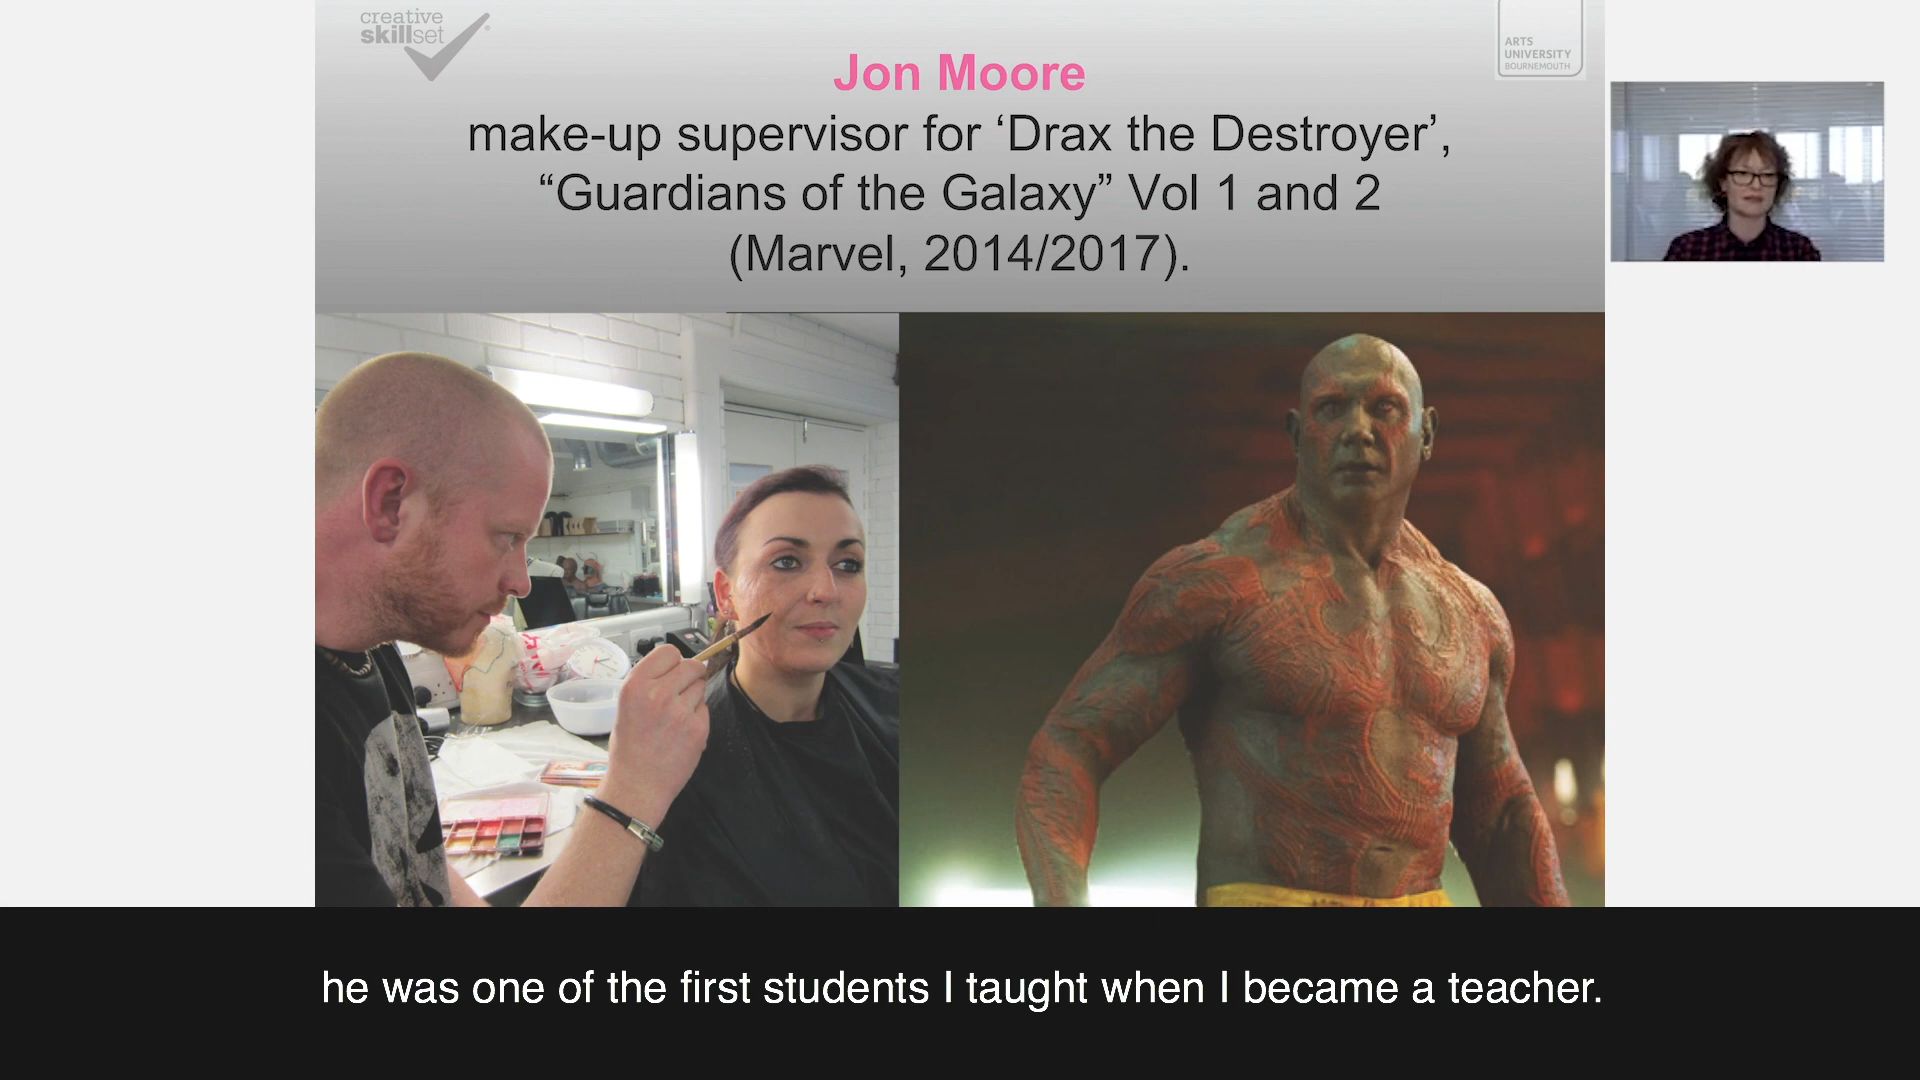 creative
skillset
ARTS
UNIVERSITY
BOURNEMOUTH
Jon Moore
make-up supervisor for ‘Drax the Destroyer’,
“Guardians of the Galaxy” Vol 1 and 2
(Marvel, 2014/2017).
he was one of the first students I taught when I became a teacher.